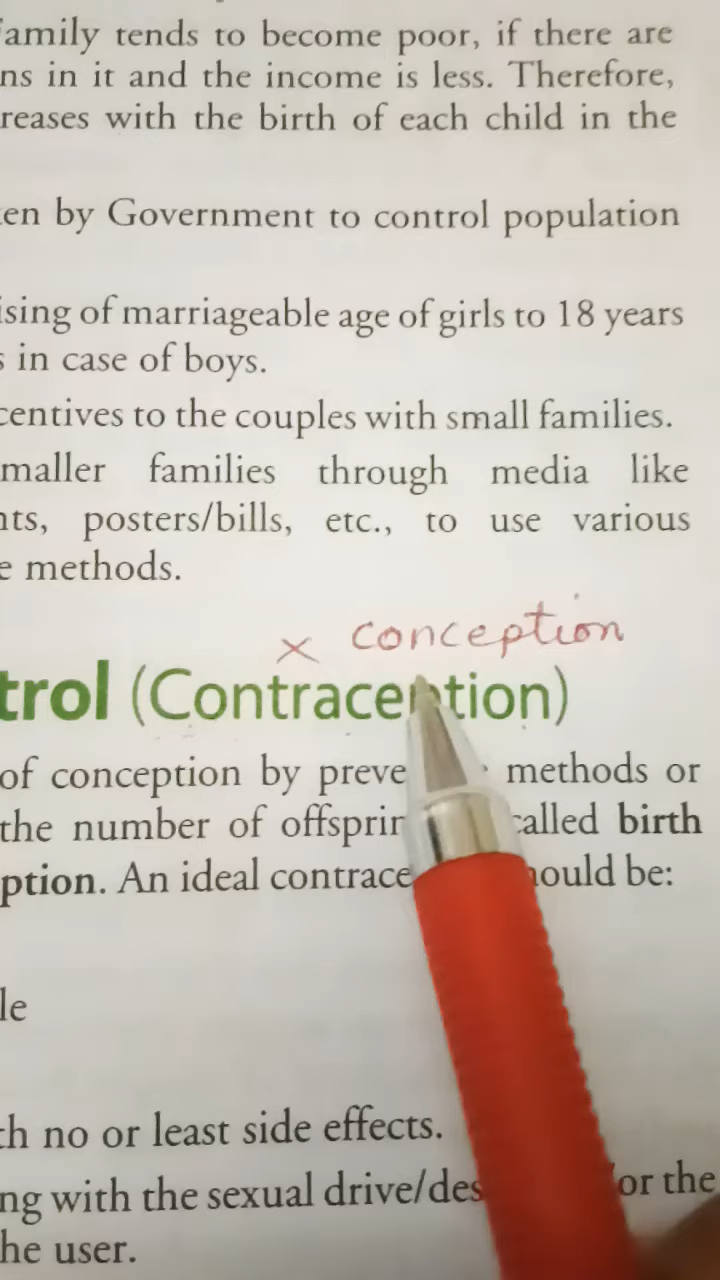 family tends to become poor, if there are
ns in it and the income is less. Therefore,
reases with the birth of each child in the
en by Government to control population
ising of marriageable age of girls to 18 years
s in case of boys.
centives to the couples with small families.
maller families through media like
nts, posters/bills, etc., to use various
e methods.
× conception
trol (Contraception)
of conception by preve methods or
the number of offsprin called birth
ption. An ideal contrace hould be:
le
th no or least side effects.
ng with the sexual drive/des or the
he user.